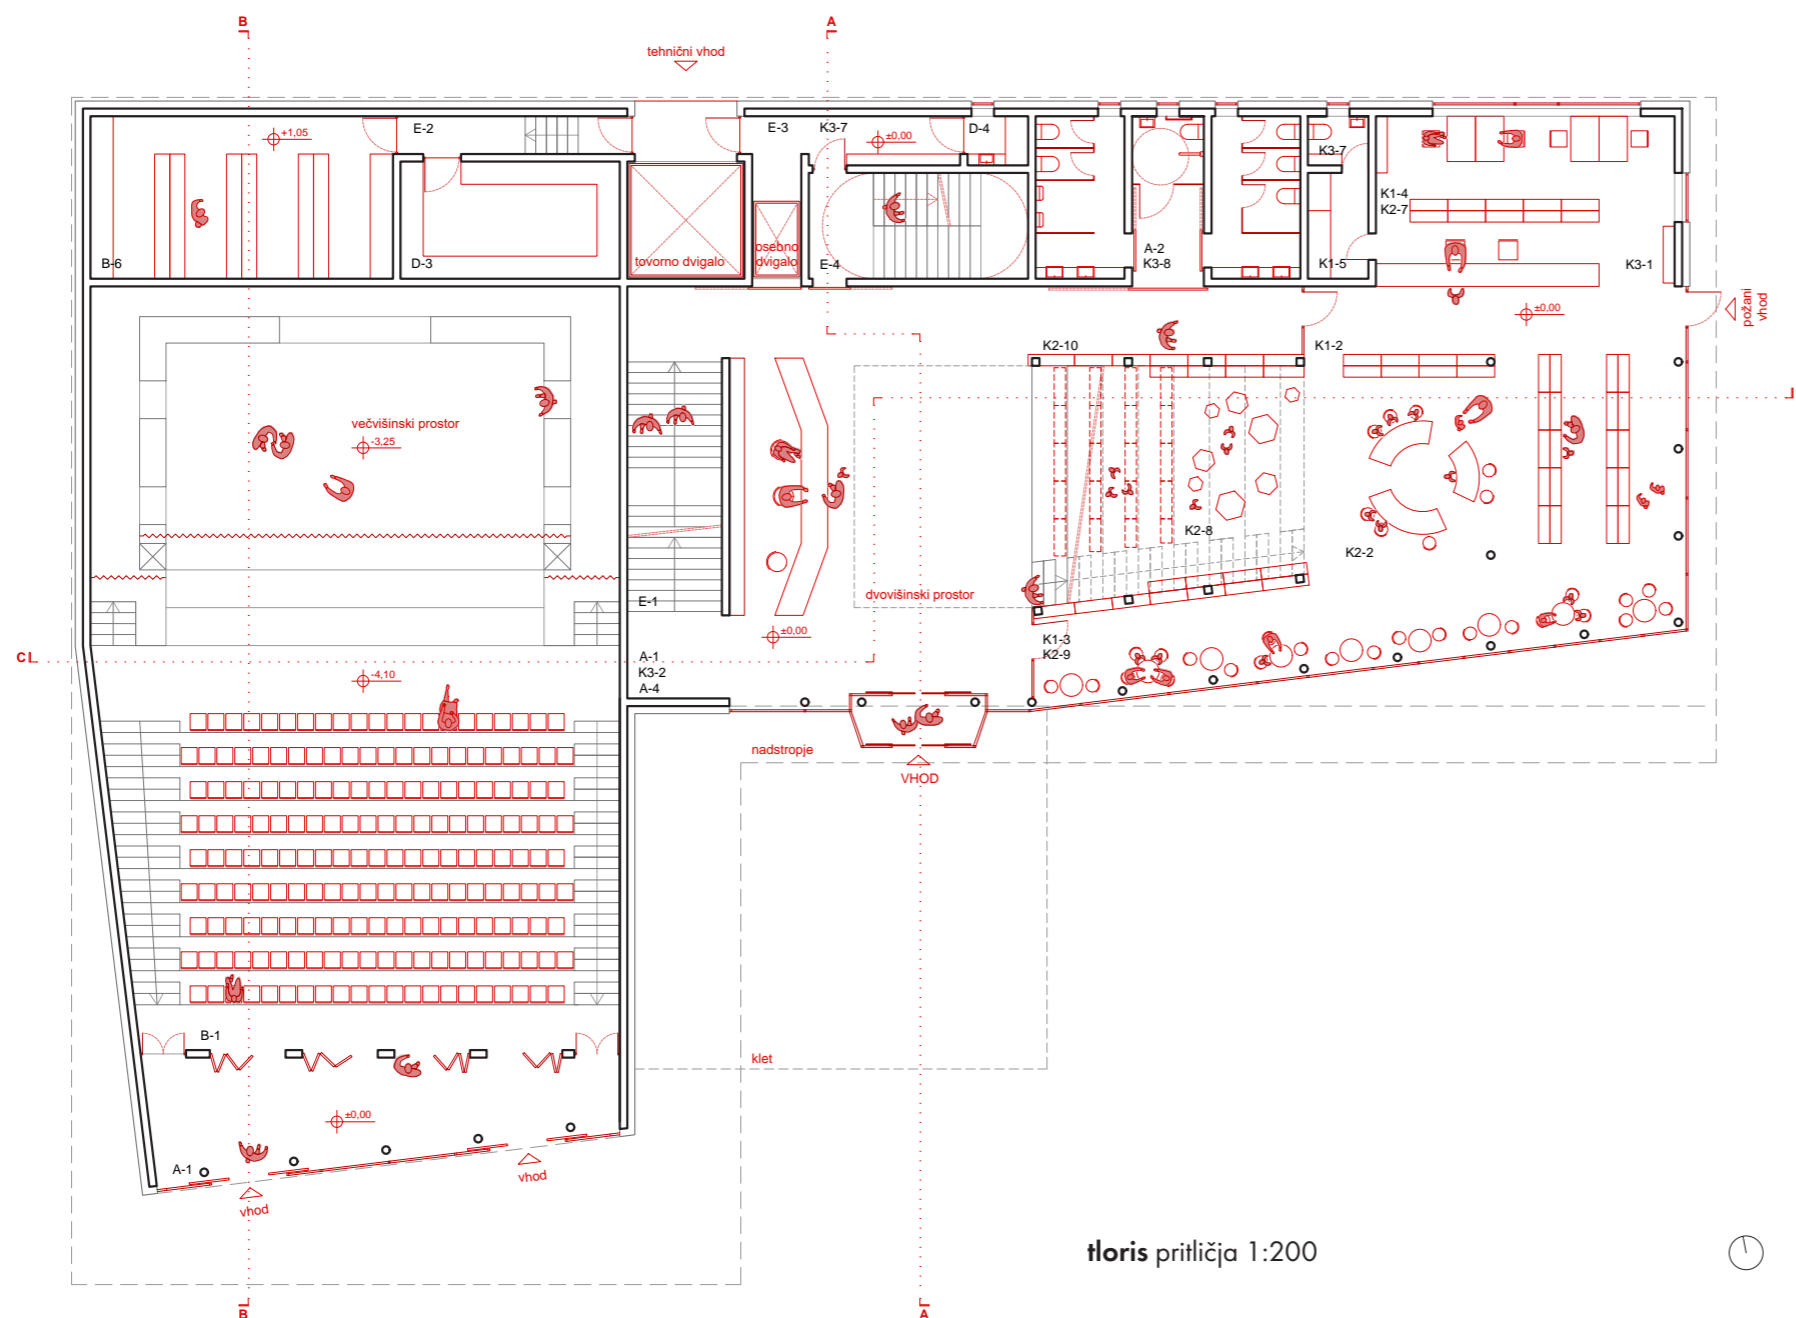 B
A
tehnični vhod
+1,05
E-2
E-3
K3-7
±0,00
D-4
K3-7
K1-4
K2-7
B-6
D-3
tovorno dvigalo
osebno
dvigalo
E-4
A-2
K3-8
K1-5
K3-1
±0,00
požarni
vhod
K2-10
K1-2
večvišinski prostor
-3,25
K2-8
K2-2
E-1
dvovišinski prostor
±0,00
C
A-1
K3-2
A-4
K1-3
K2-9
-4,10
nadstropje
VHOD
B-1
klet
±0,00
A-1
vhod
vhod
tloris pritličja 1:200
B
A